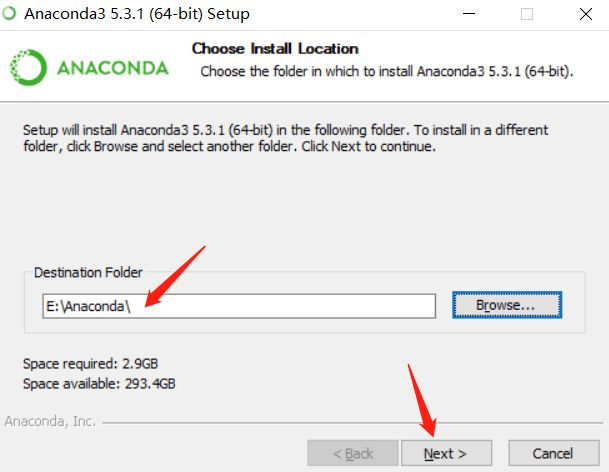 Anaconda3 5.3.1 (64-bit) Setup
ANACONDA
Choose Install Location
Choose the folder in which to install Anaconda3 5.3.1 (64-bit).
Setup will install Anaconda3 5.3.1 (64-bit) in the following folder. To install in a different
folder, click Browse and select another folder. Click Next to continue.
Destination Folder
E:\Anaconda\
Browse...
Space required: 2.9GB
Space available: 293.4GB
Anaconda, Inc.
< Back
Next >
Cancel